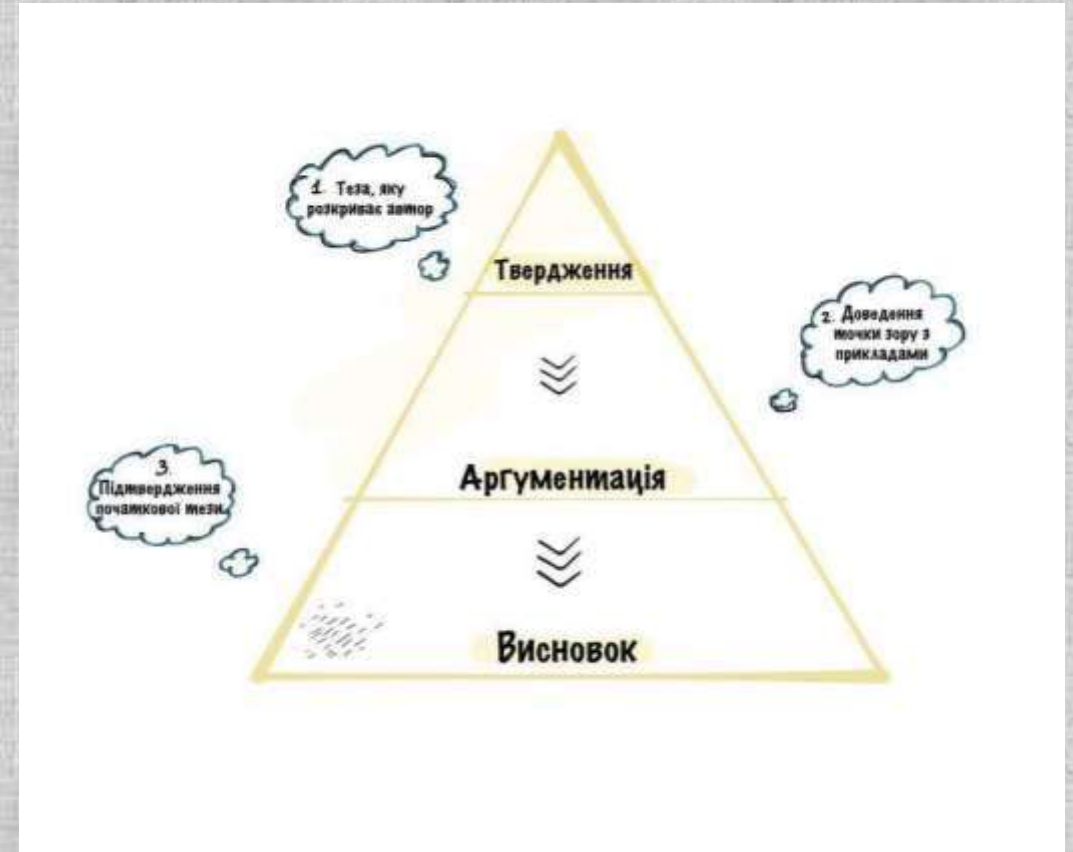 1. Теза, яку
розкриває автор
Твердження
2. Доведення
точки зору з
прикладами
Аргументація
3.
Підтвердження
початкової тези
Висновок